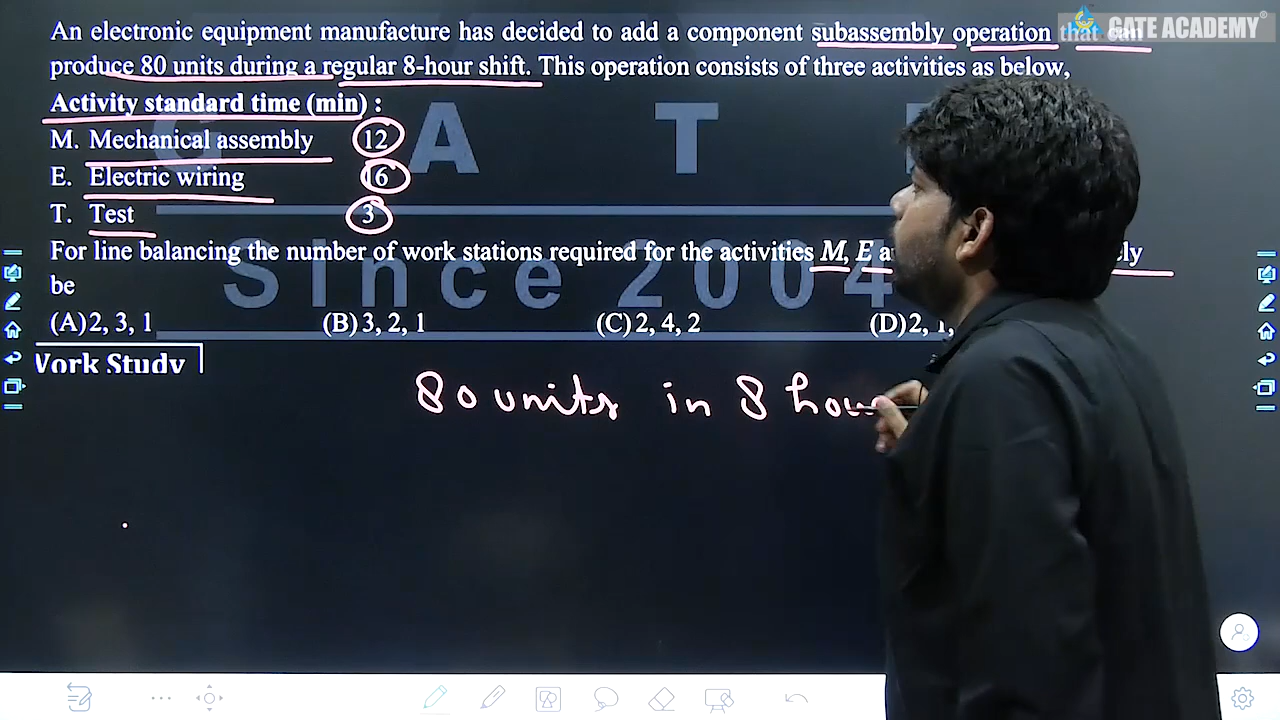 An electronic equipment manufacture has decided to add a component subassembly operation that can
GATE ACADEMY®
produce 80 units during a regular 8-hour shift. This operation consists of three activities as below,
Activity standard time (min) :
M. Mechanical assembly 12
E. Electric wiring 16
T. Test 3
For line balancing the number of work stations required for the activities M, E
be
(A) 2, 3, 1 (B) 3, 2, 1 (C) 2, 4, 2 (D) 2, 1,
Work Study
80 units in 8
G A T
Since 2004